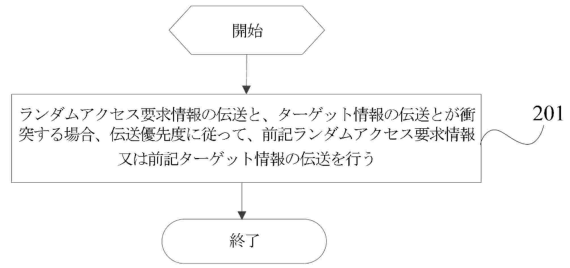 開始
ランダムアクセス要求情報の伝送と、ターゲット情報の伝送とが衝
突する場合、伝送優先度に従って、前記ランダムアクセス要求情報
又は前記ターゲット情報の伝送を行う
201
終了